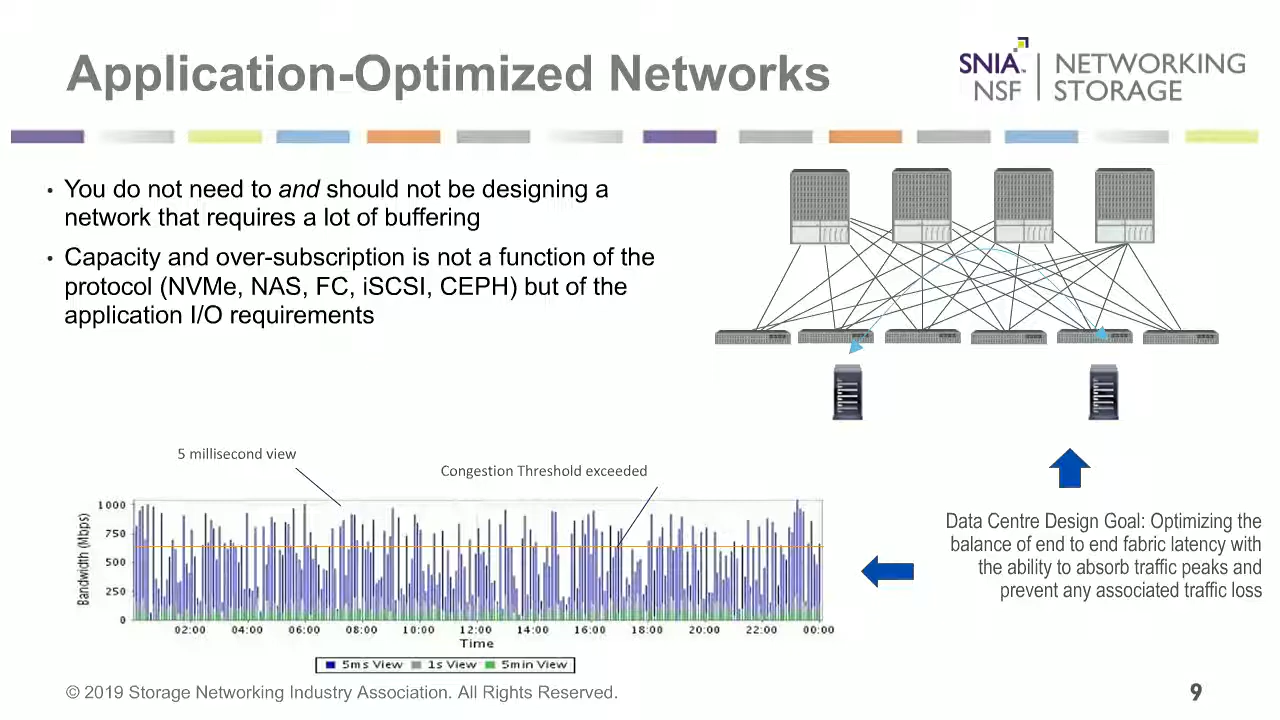 Application-Optimized Networks
SNIA™ NSF | NETWORKING STORAGE
• You do not need to and should not be designing a
network that requires a lot of buffering
• Capacity and over-subscription is not a function of the
protocol (NVMe, NAS, FC, iSCSI, CEPH) but of the
application I/O requirements
5 millisecond view
Congestion Threshold exceeded
Bandwidth (Mbps)
1000
750
500
250
0
02:00 04:00 06:00 08:00 10:00 12:00 14:00 16:00 18:00 20:00 22:00 00:00
Time
5ms View 1s View 5min View
Data Centre Design Goal: Optimizing the
balance of end to end fabric latency with
the ability to absorb traffic peaks and
prevent any associated traffic loss
© 2019 Storage Networking Industry Association. All Rights Reserved.
9